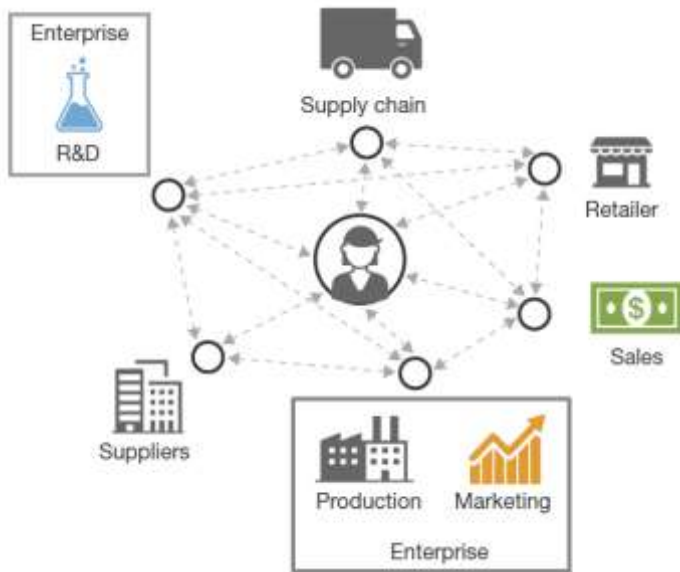 Enterprise
R&D
Supply chain
Retailer
$
Sales
Suppliers
Production
Marketing
Enterprise